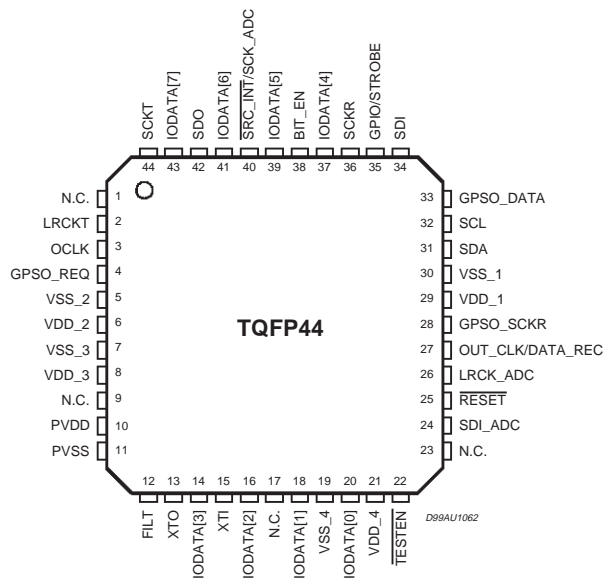 SCKT
IODATA[7]
SDO
IODATA[6]
SRC_INT/SCK_ADC
IODATA[5]
BIT_EN
IODATA[4]
SCKR
GPIO/STROBE
SDI
44 43 42 41 40 39 38 37 36 35 34
N.C. 1
LRCKT 2
OCLK 3
GPSO_REQ 4
VSS_2 5
VDD_2 6
VSS_3 7
VDD_3 8
N.C. 9
PVDD 10
PVSS 11
TQFP44
33 GPSO_DATA
32 SCL
31 SDA
30 VSS_1
29 VDD_1
28 GPSO_SCKR
27 OUT_CLK/DATA_REC
26 LRCK_ADC
25 RESET
24 SDI_ADC
23 N.C.
12 13 14 15 16 17 18 19 20 21 22
FILT
XTO
IODATA[3]
XTI
IODATA[2]
N.C.
IODATA[1]
VSS_4
IODATA[0]
VDD_4
TESTEN
D99AU1062